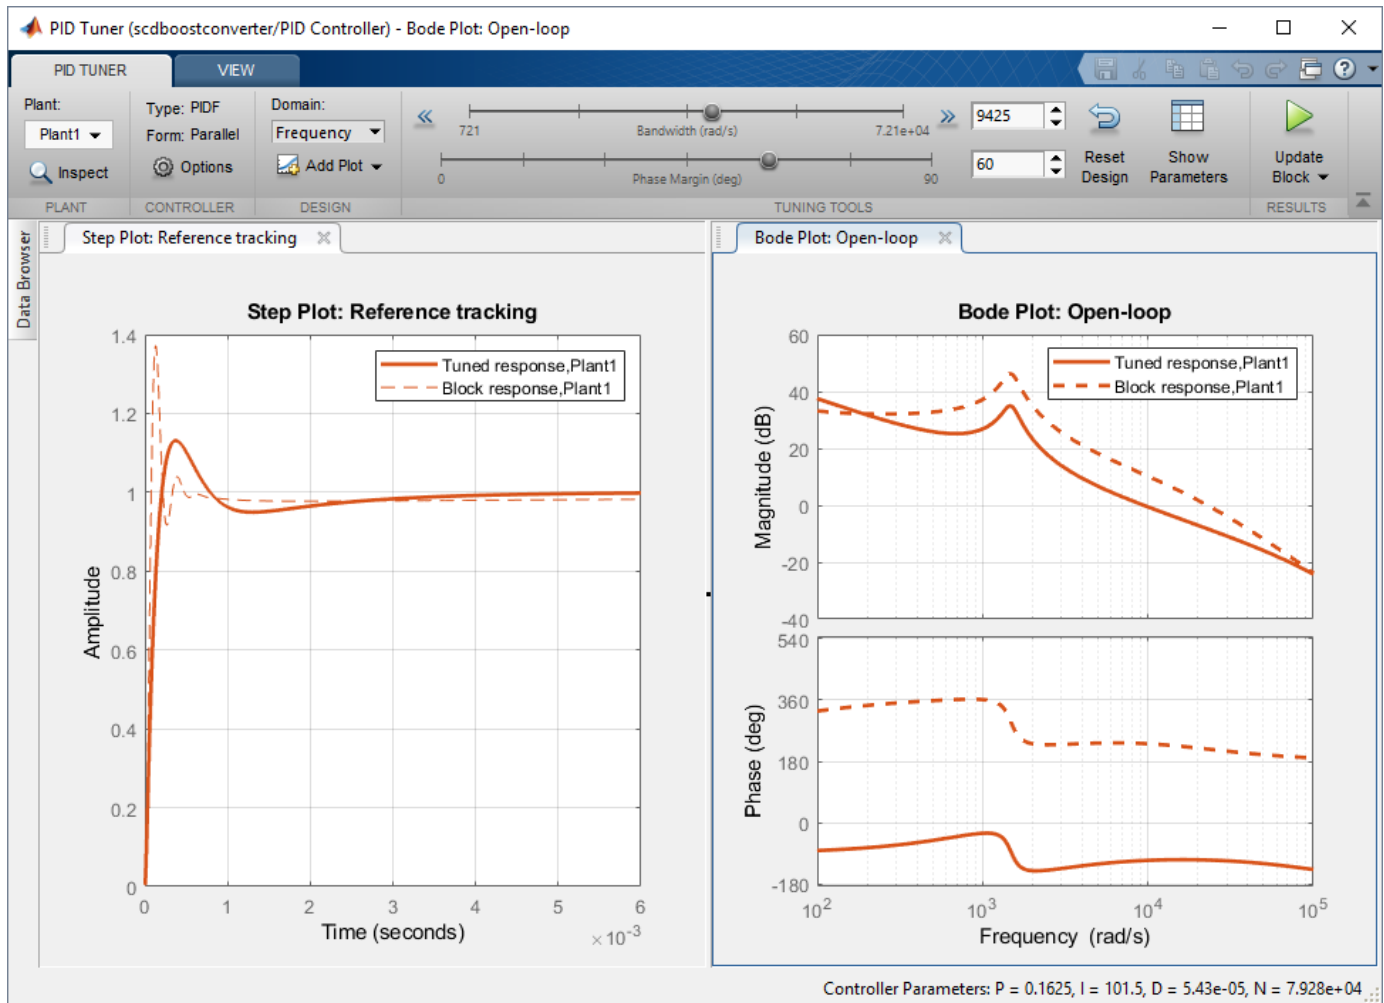 PID Tuner (scdboostconverter/PID Controller) - Bode Plot: Open-loop
PID TUNER
VIEW
Plant:
Plant1
Inspect
PLANT
Type: PIDF
Form: Parallel
Options
CONTROLLER
Domain:
Frequency
Add Plot
DESIGN
721
Bandwidth (rad/s)
7.21e+04
9425
0
Phase Margin (deg)
90
60
Reset
Design
Show
Parameters
TUNING TOOLS
Update
Block
RESULTS
Data Browser
Step Plot: Reference tracking
Step Plot: Reference tracking
Tuned response,Plant1
Block response,Plant1
Amplitude
1.4
1.2
1
0.8
0.6
0.4
0.2
0
0 1 2 3 4 5 6
Time (seconds)
×10⁻³
Bode Plot: Open-loop
Bode Plot: Open-loop
Tuned response,Plant1
Block response,Plant1
Magnitude (dB)
60
40
20
0
-20
-40
Phase (deg)
540
360
180
0
-180
10² 10³ 10⁴ 10⁵
Frequency (rad/s)
Controller Parameters: P = 0.1625, I = 101.5, D = 5.43e-05, N = 7.928e+04